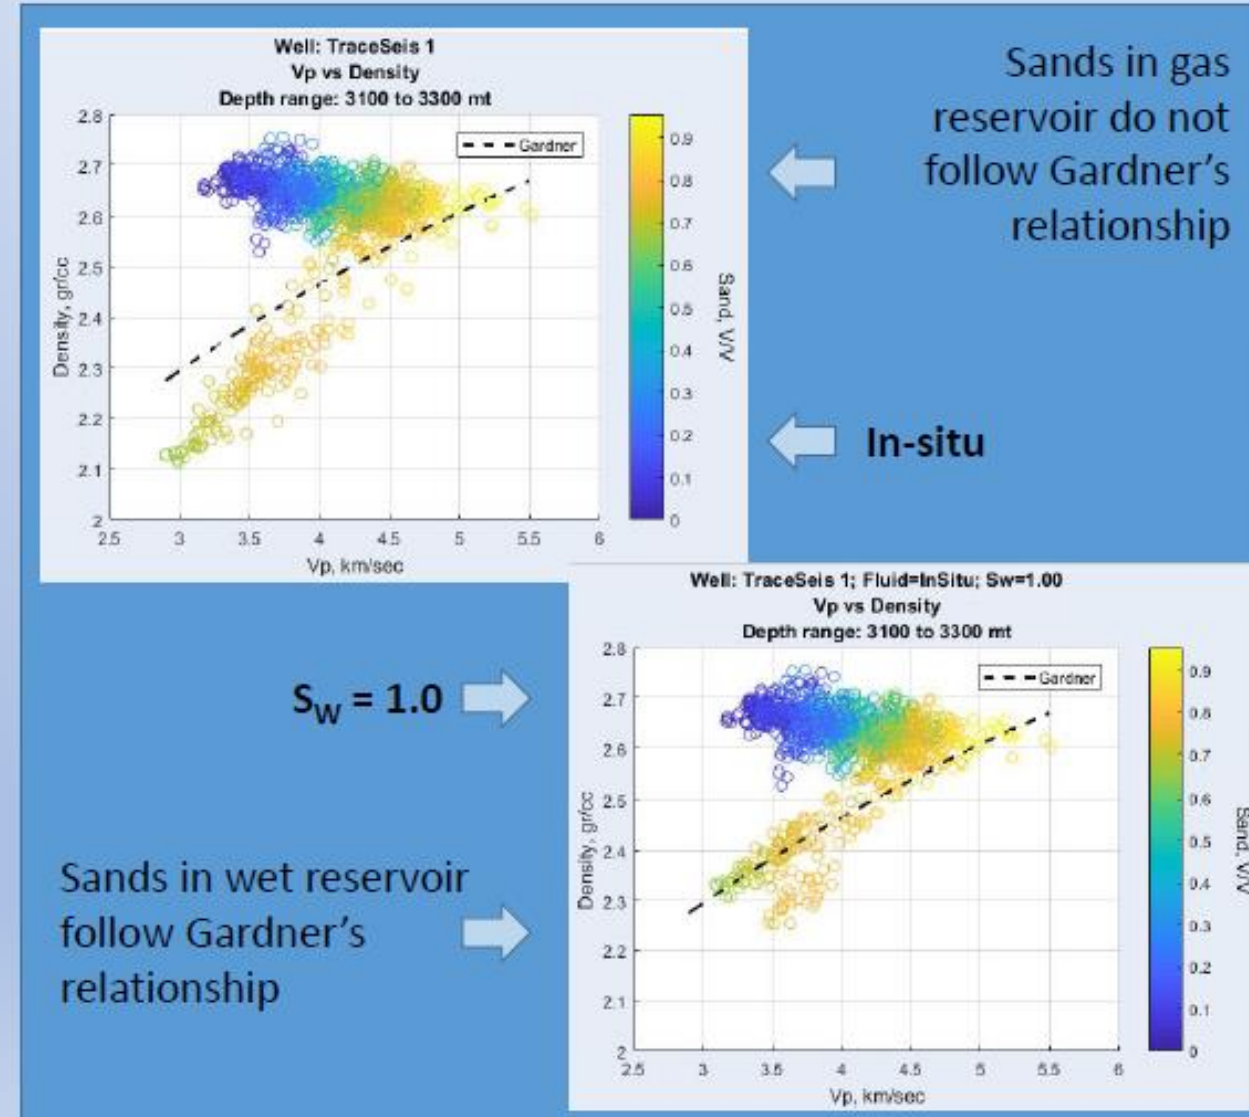 Well: TraceSeis 1
Vp vs Density
Depth range: 3100 to 3300 mt
2.8
2.7
2.6
2.5
2.4
2.3
2.2
2.1
2
Density, gr/cc
Gardner
2.5 3 3.5 4 4.5 5 5.5 6
Vp, km/sec
0.9
0.8
0.7
0.6
0.5
0.4
0.3
0.2
0.1
0
Sand, V/V
Sands in gas
reservoir do not
follow Gardner’s
relationship
In-situ
Well: TraceSeis 1; Fluid=InSitu; Sw=1.00
Vp vs Density
Depth range: 3100 to 3300 mt
2.8
2.7
2.6
2.5
2.4
2.3
2.2
2.1
2
Density, gr/cc
Gardner
2.5 3 3.5 4 4.5 5 5.5 6
Vp, km/sec
0.9
0.8
0.7
0.6
0.5
0.4
0.3
0.2
0.1
0
Sand, V/V
SW = 1.0
Sands in wet reservoir
follow Gardner’s
relationship